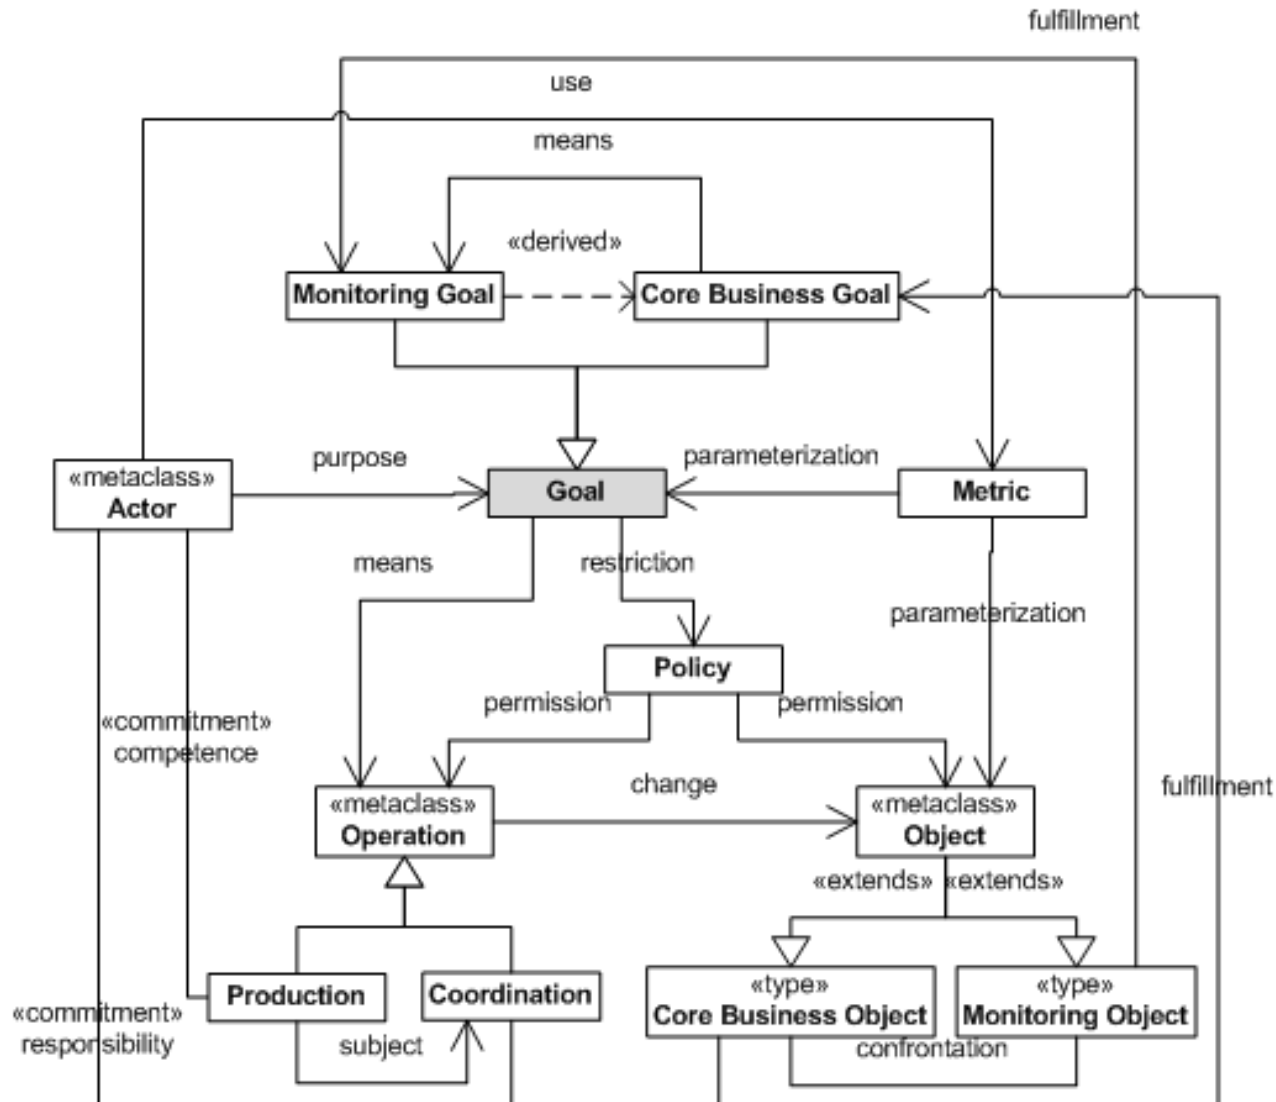 fulfillment
use
means
«derived»
Monitoring Goal
Core Business Goal
purpose
parameterization
«metaclass»
Actor
Goal
Metric
means
restriction
parameterization
Policy
permission
permission
«commitment»
competence
change
fulfillment
«metaclass»
Operation
«metaclass»
Object
«extends»
«extends»
Production
Coordination
«type»
Core Business Object
«type»
Monitoring Object
«commitment»
responsibility
subject
confrontation